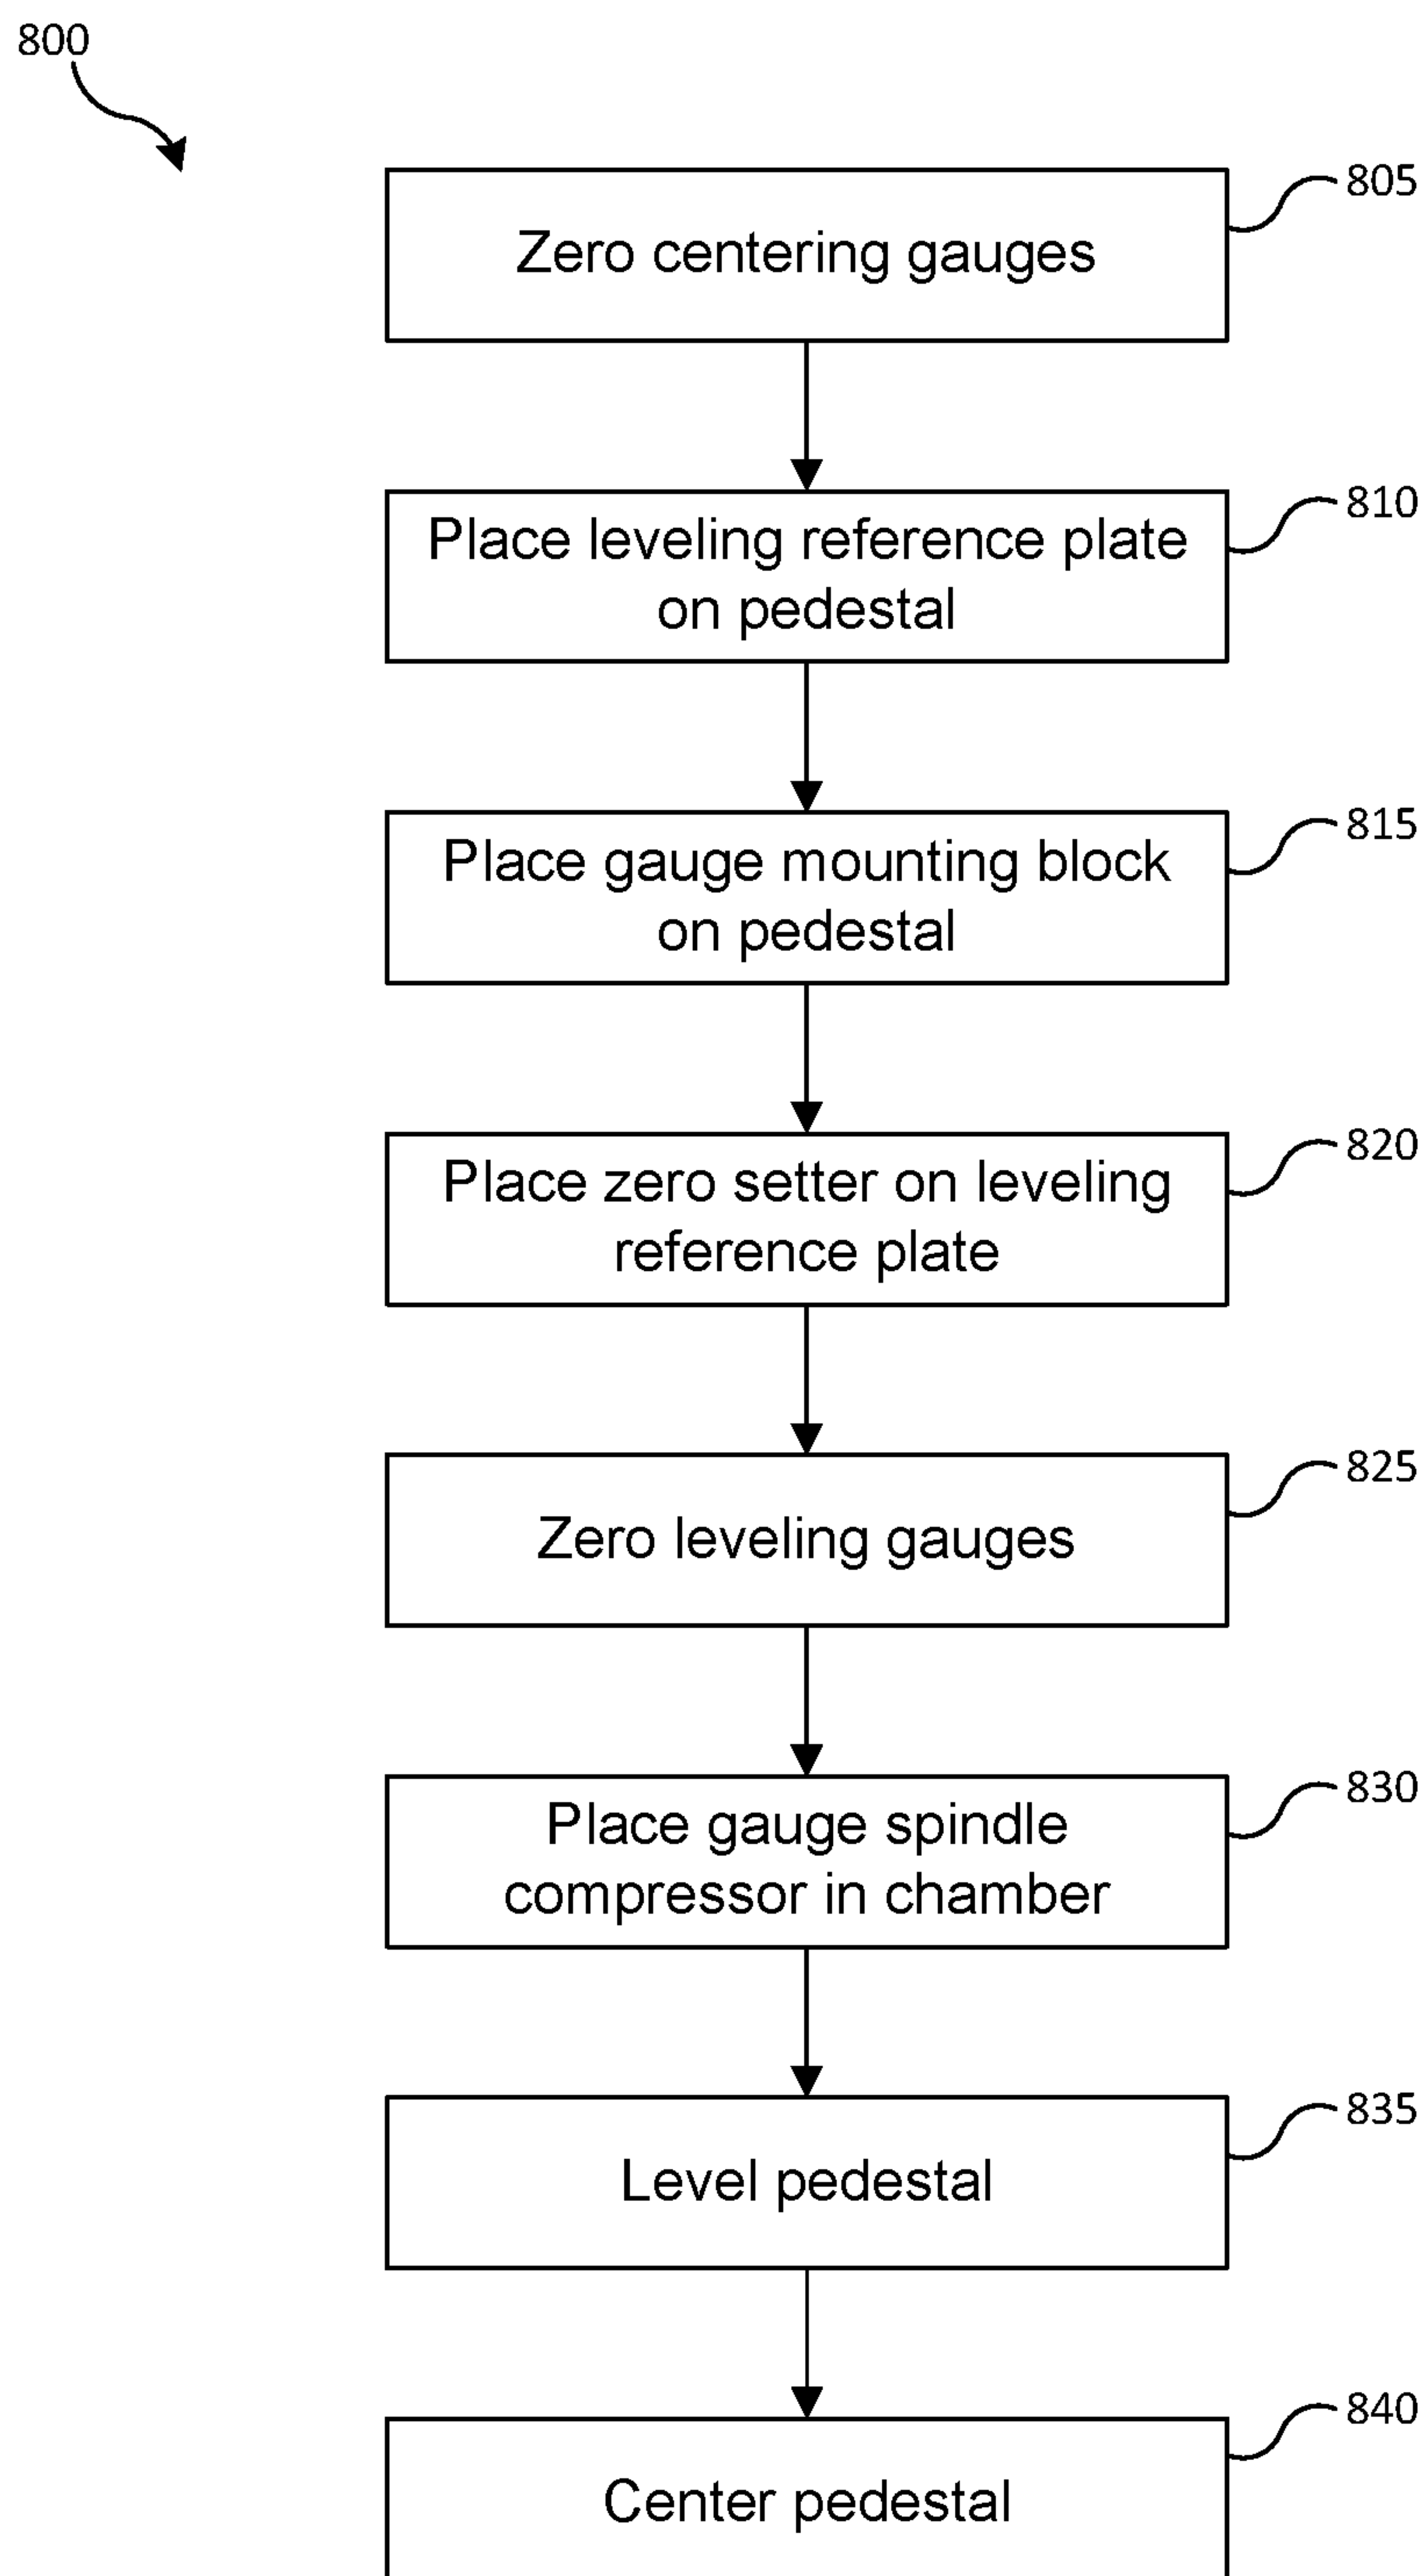 800
805
Zero centering gauges
810
Place leveling reference plate
on pedestal
815
Place gauge mounting block
on pedestal
820
Place zero setter on leveling
reference plate
825
Zero leveling gauges
830
Place gauge spindle
compressor in chamber
835
Level pedestal
840
Center pedestal